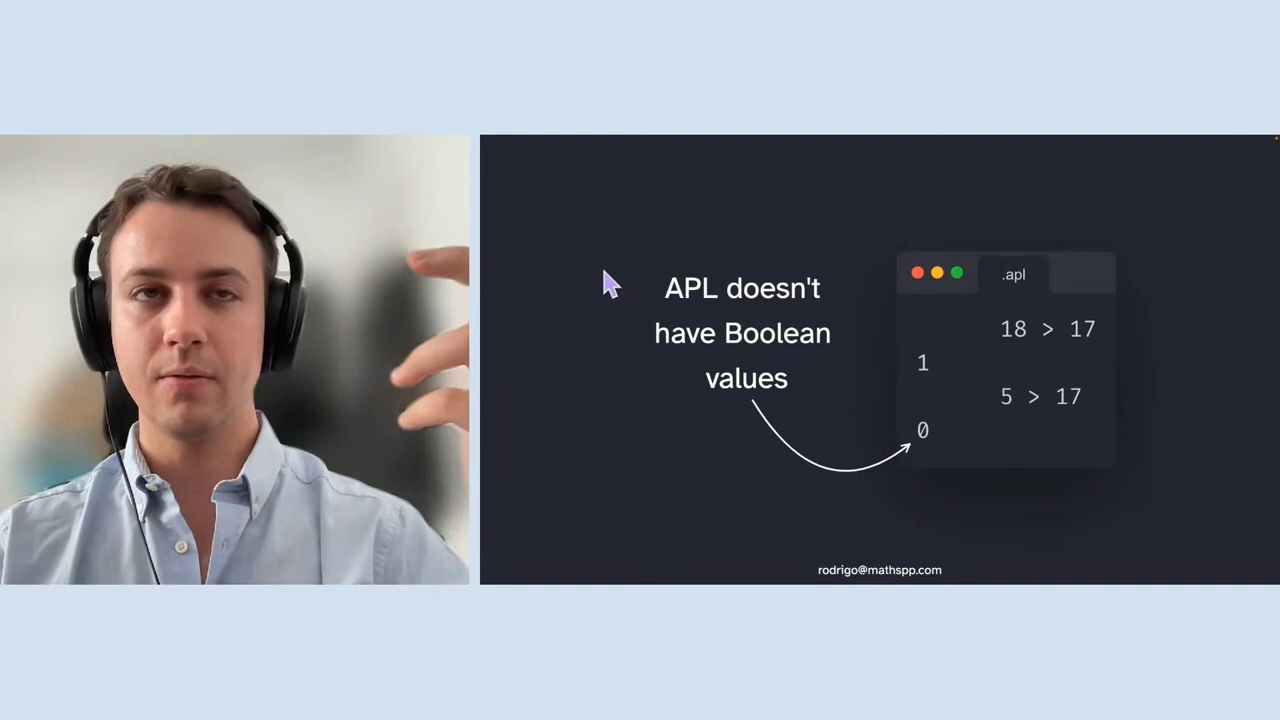 APL doesn't
have Boolean
values
.apl
18 > 17
1
5 > 17
0
rodrigo@mathspp.com